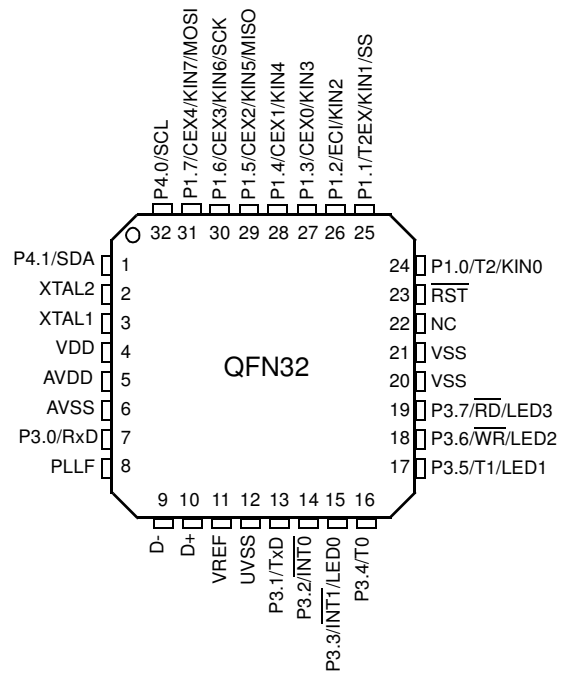 P4.0/SCL
P1.7/CEX4/KIN7/MOSI
P1.6/CEX3/KIN6/SCK
P1.5/CEX2/KIN5/MISO
P1.4/CEX1/KIN4
P1.3/CEX0/KIN3
P1.2/ECI/KIN2
P1.1/T2EX/KIN1/SS
32 31 30 29 28 27 26 25
P4.1/SDA 1
XTAL2 2
XTAL1 3
VDD 4
AVDD 5
AVSS 6
P3.0/RxD 7
PLLF 8
QFN32
24 P1.0/T2/KIN0
23 RST
22 NC
21 VSS
20 VSS
19 P3.7/RD/LED3
18 P3.6/WR/LED2
17 P3.5/T1/LED1
9 10 11 12 13 14 15 16
D-
D+
VREF
UVSS
P3.1/TxD
P3.2/INT0
P3.3/INT1/LED0
P3.4/T0